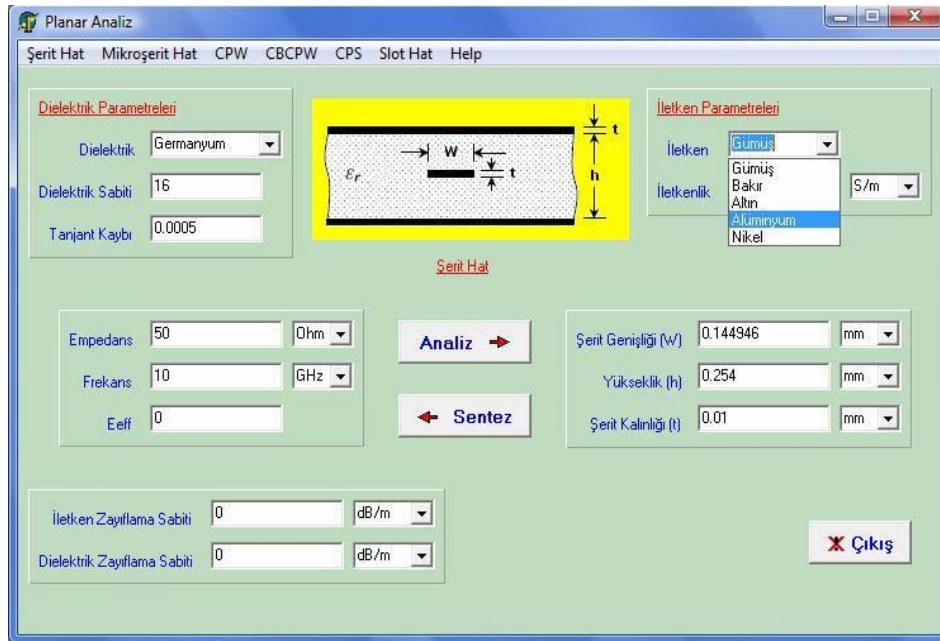 Planar Analiz
Şerit Hat Mikroşerit Hat CPW CBCPW CPS Slot Hat Help
Dielektrik Parametreleri
Dielektrik Germanyum
Dielektrik Sabiti 16
Tanjant Kaybı 0.0005
εr
W
t
t
h
Şerit Hat
İletken Parametreleri
İletken Gümüş
Gümüş
Bakır
Altın
Alüminyum
Nikel
İletkenlik S/m
Empedans 50 Ohm
Frekans 10 GHz
Eeff 0
Analiz
Sentez
Şerit Genişliği (W) 0.144946 mm
Yükseklik (h) 0.254 mm
Şerit Kalınlığı (t) 0.01 mm
İletken Zayıflama Sabiti 0 dB/m
Dielektrik Zayıflama Sabiti 0 dB/m
Çıkış